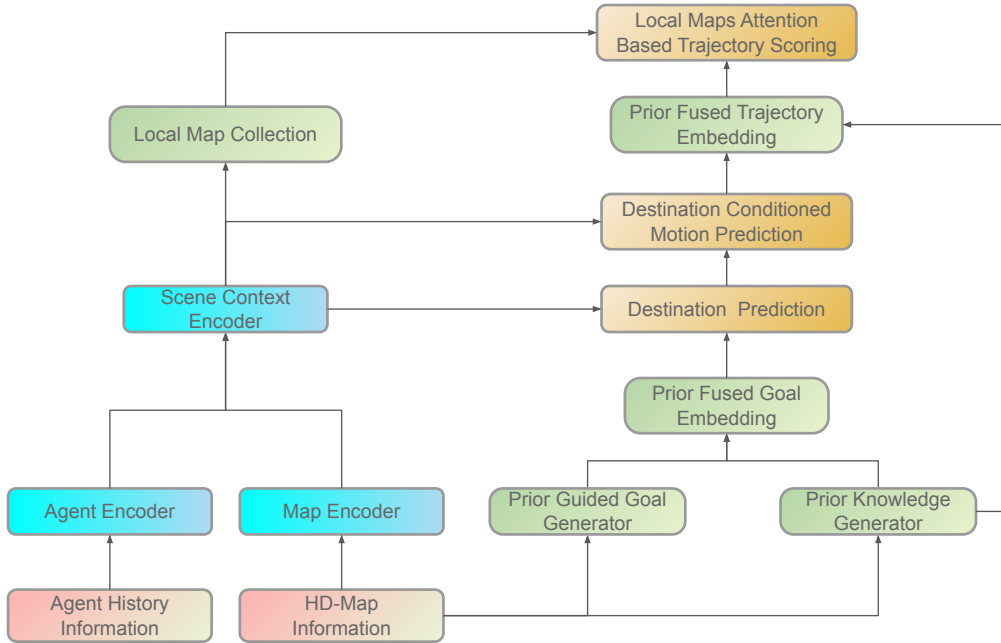 Local Maps Attention
Based Trajectory Scoring
Local Map Collection
Prior Fused Trajectory
Embedding
Destination Conditioned
Motion Prediction
Scene Context
Encoder
Destination  Prediction
Prior Fused Goal
Embedding
Agent Encoder
Map Encoder
Prior Guided Goal
Generator
Prior Knowledge
Generator
Agent History
Information
HD-Map
Information